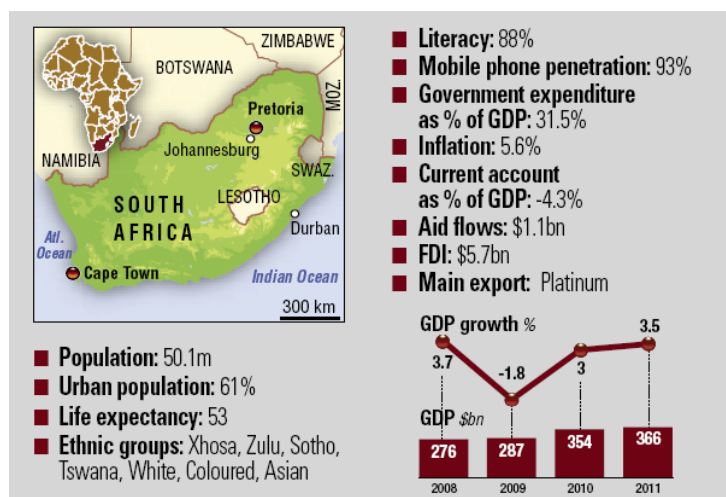 ZIMBABWE
BOTSWANA
MOZ.
Pretoria
Johannesburg
NAMIBIA
SWAZ.
LESOTHO
SOUTH
AFRICA
Durban
Atl.
Ocean
Cape Town
Indian Ocean
300 km
Population: 50.1m
Urban population: 61%
Life expectancy: 53
Ethnic groups: Xhosa, Zulu, Sotho,
Tswana, White, Coloured, Asian
Literacy: 88%
Mobile phone penetration: 93%
Government expenditure
as % of GDP: 31.5%
Inflation: 5.6%
Current account
as % of GDP: -4.3%
Aid flows: $1.1bn
FDI: $5.7bn
Main export: Platinum
GDP growth %
3.7
-1.8
3
3.5
GDP $bn
276 287 354 366
2008 2009 2010 2011